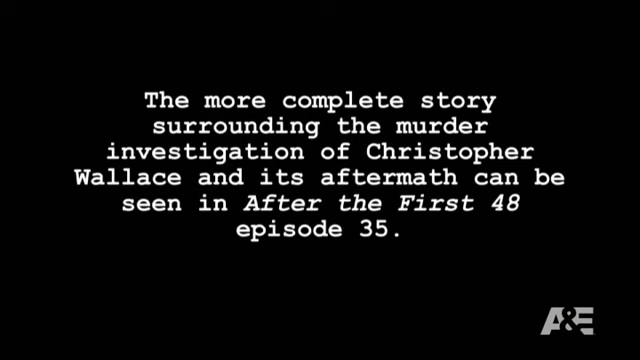 The more complete story
surrounding the murder
investigation of Christopher
Wallace and its aftermath can be
seen in After the First 48
episode 35.
A&E